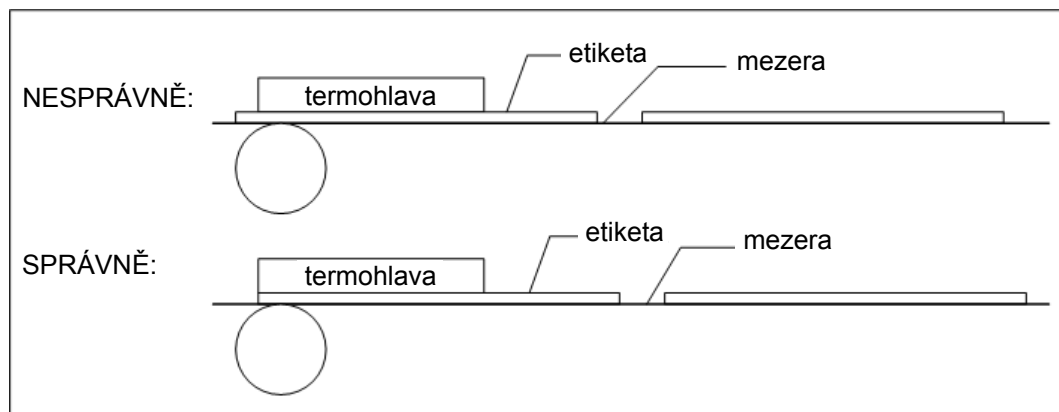 etiketa
mezera
NESPRÁVNĚ:
termohlava
etiketa
mezera
SPRÁVNĚ:
termohlava